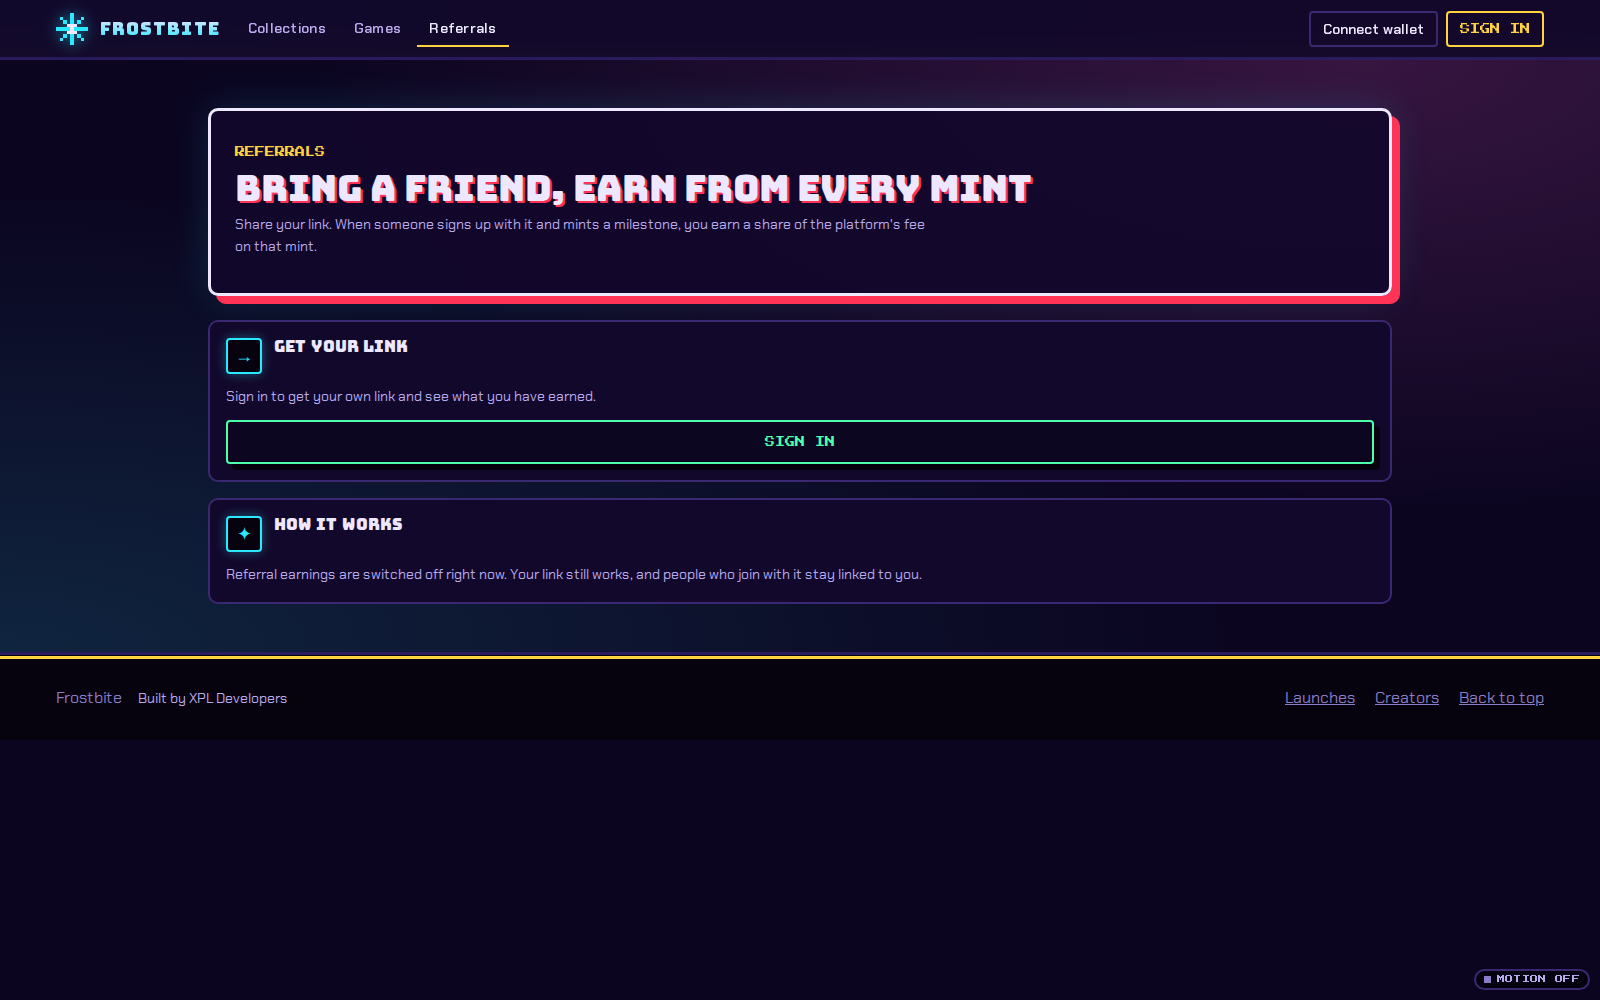 FROSTBITE Collections Games Referrals Connect wallet SIGN IN
REFERRALS
BRING A FRIEND, EARN FROM EVERY MINT
Share your link. When someone signs up with it and mints a milestone, you earn a share of the platform's fee
on that mint.
GET YOUR LINK
Sign in to get your own link and see what you have earned.
SIGN IN
HOW IT WORKS
Referral earnings are switched off right now. Your link still works, and people who join with it stay linked to you.
Frostbite Built by XPL Developers Launches Creators Back to top
MOTION OFF